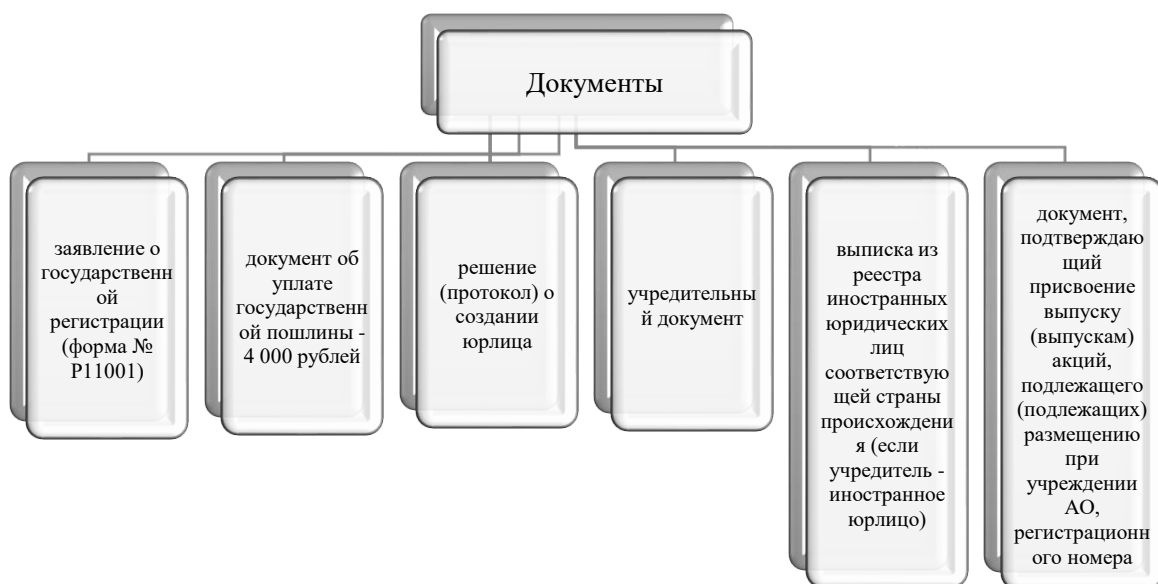 Документы
заявление о
государственн
ой
регистрации
(форма №
Р11001)
документ об
уплате
государственн
ой пошлины -
4 000 рублей
решение
(протокол) о
создании
юрлица
учредительны
й документ
выписка из
реестра
иностранных
юридических
лиц
соответствую
щей страны
происхождени
я (если
учредитель -
иностранное
юрлицо)
документ,
подтверждаю
щий
присвоение
выпуску
(выпускам)
акций,
подлежащего
(подлежащих)
размещению
при
учреждении
АО,
регистрационн
ного номера